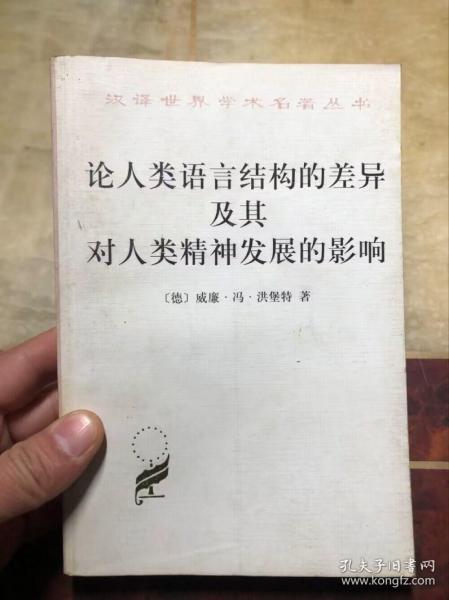 汉译世界学术名著丛书
论人类语言结构的差异
及其
对人类精神发展的影响
〔德〕威廉·冯·洪堡特 著
孔夫子旧书网
www.kongfz.com